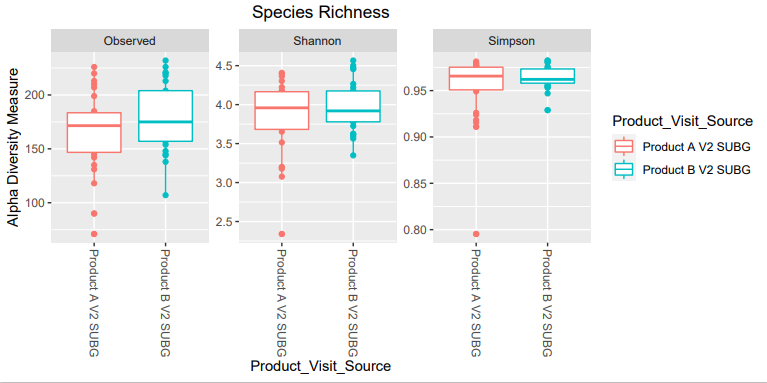 Species Richness
Observed
Shannon
Simpson
Alpha Diversity Measure
200
150
100
4.5
4.0
3.5
3.0
2.5
0.95
0.90
0.85
0.80
Product A V2 SUBG
Product B V2 SUBG
Product A V2 SUBG
Product B V2 SUBG
Product A V2 SUBG
Product B V2 SUBG
Product_Visit_Source
Product_Visit_Source
Product A V2 SUBG
Product B V2 SUBG